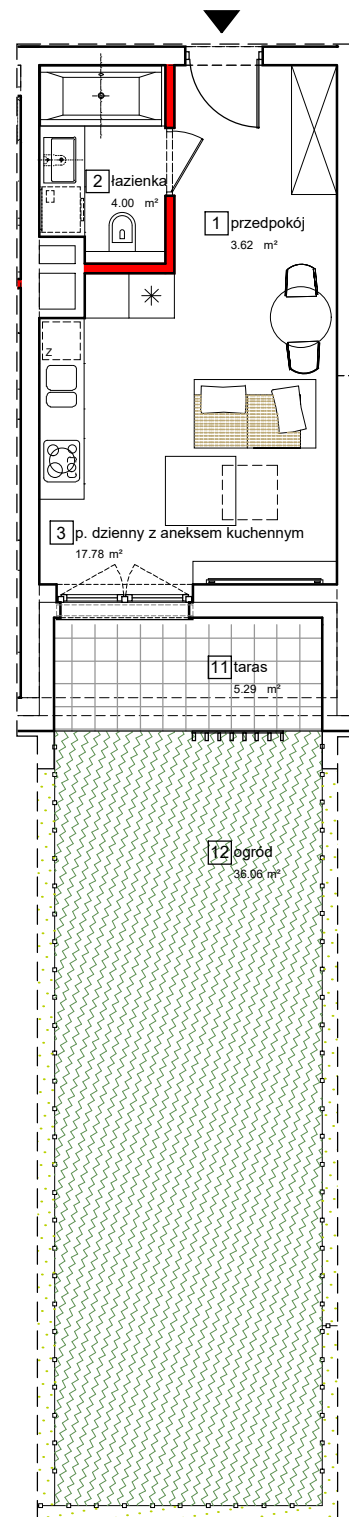 2 łazienka
4.00 m²
1 przedpokój
3.62 m²
Z
3 p. dzienny z aneksem kuchennym
17.78 m²
11 taras
5.29 m²
12 ogród
36.06 m²